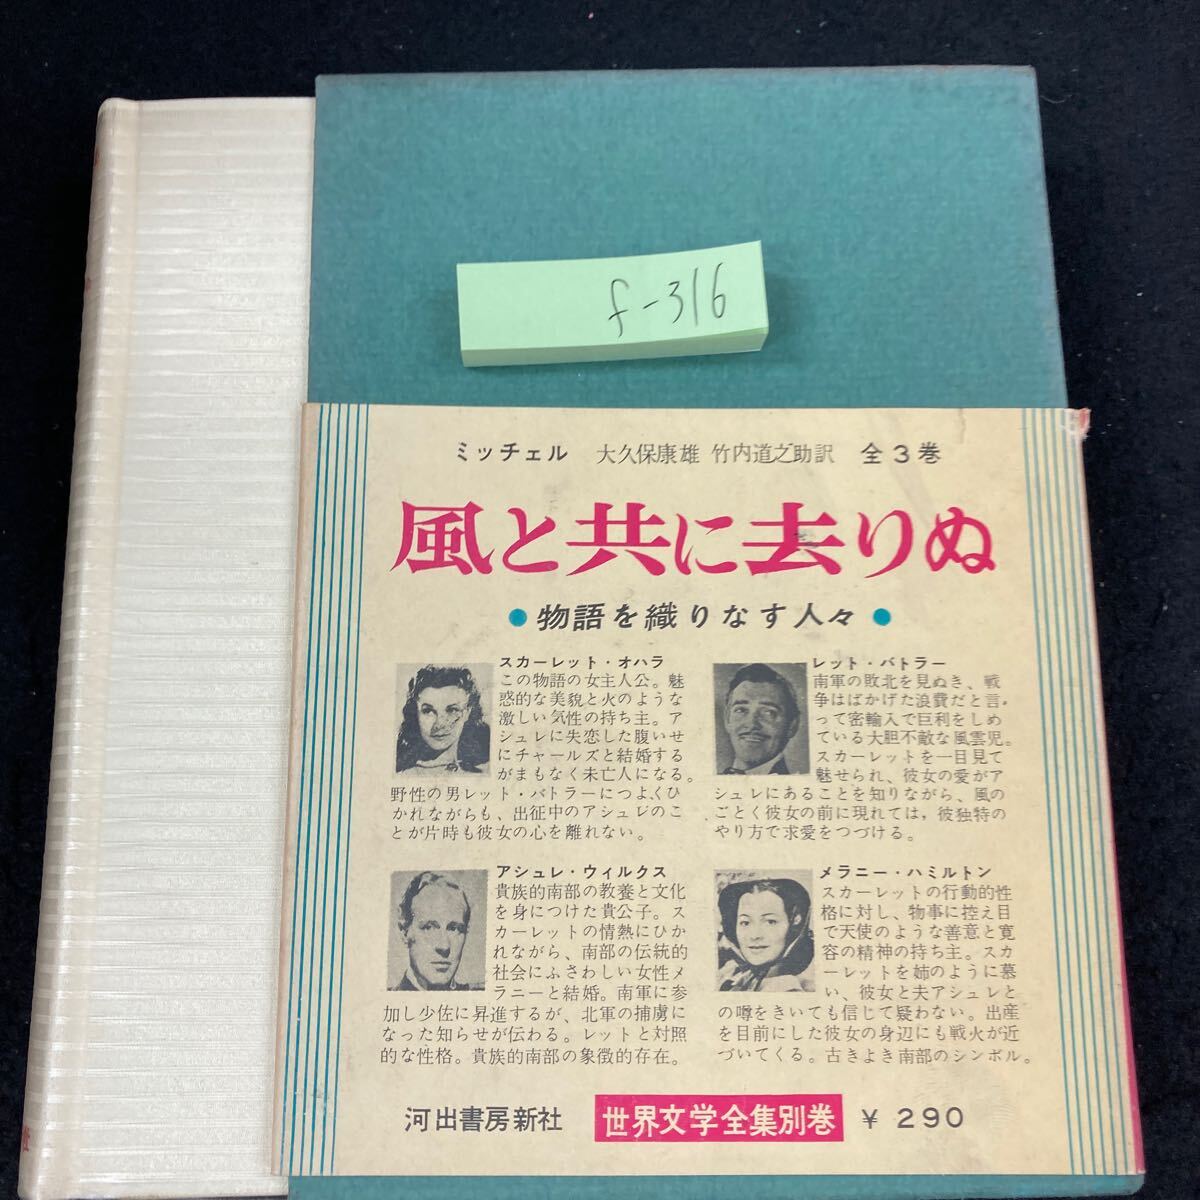 f-316
ミッチェル 大久保康雄 竹内道之助訳 全3巻
風と共に去りぬ
●物語を織りなす人々●
スカーレット・オハラ
この物語の女主人公。魅
惑的な美貌と火のような
激しい気性の持ち主。ア
シュレに失恋した腹いせ
にチャールズと結婚する
がまもなく未亡人になる。
野性の男レット・バトラーにつよくひ
かれながらも、出征中のアシュレのこ
とが片時も彼女の心を離れない。
レット・バトラー
南軍の敗北を見ぬき、戦
争はばかげた浪費だと言
って密輸入で巨利をしめ
ている大胆不敵な風雲児。
スカーレットを一目見て
魅せられ、彼女の愛がア
シュレにあることを知りながら、風の
ごとく彼女の前に現れては，彼独特の
やり方で求愛をつづける。
アシュレ・ウィルクス
貴族的南部の教養と文化
を身につけた貴公子。ス
カーレットの情熱にひか
れながら、南部の伝統的
社会にふさわしい女性メ
ラニーと結婚。南軍に参
加し少佐に昇進するが、北軍の捕虜に
なった知らせが伝わる。レットと対照
的な性格。貴族的南部の象徴的存在。
メラニー・ハミルトン
スカーレットの行動的性
格に対し、物事に控え目
で天使のような善意と寛
容の精神の持ち主。スカ
ーレットを姉のように慕
い、彼女と夫アシュレと
の噂をきいても信じて疑わない。出産
を目前にした彼女の身辺にも戦火が近
づいてくる。古きよき南部のシンボル。
河出書房新社 世界文学全集別巻 ¥ 290